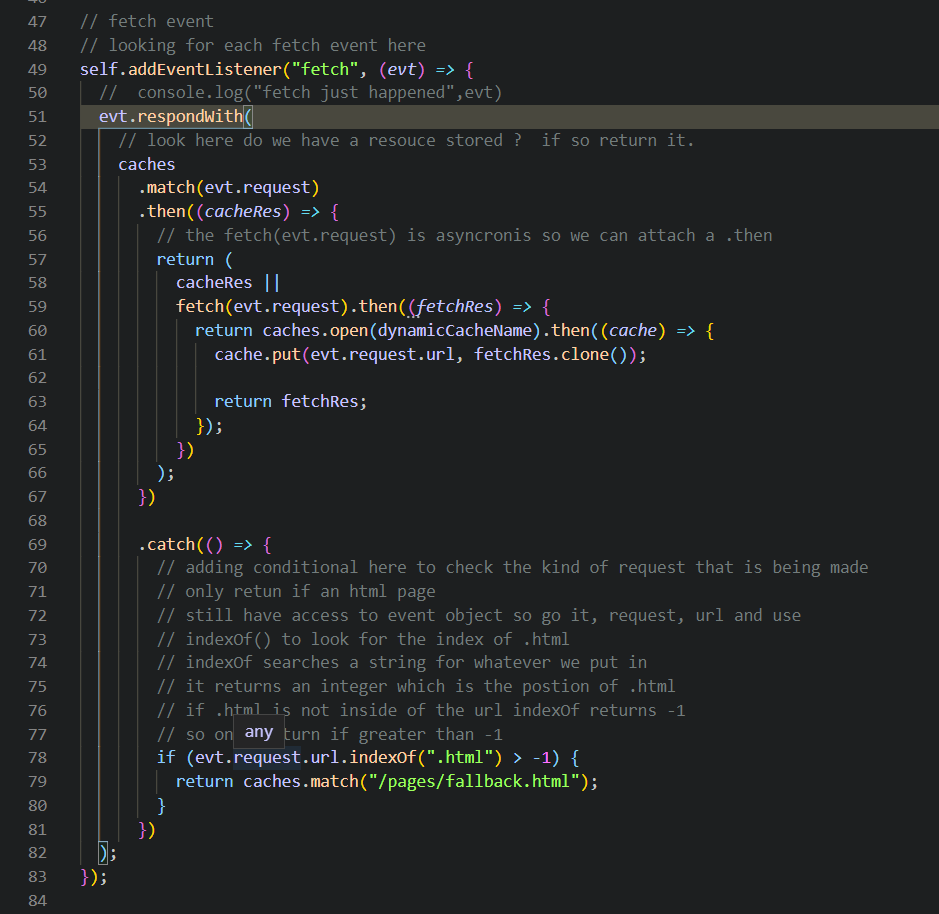 47 // fetch event
48 // looking for each fetch event here
49 self.addEventListener("fetch", (evt) => {
50 //  console.log("fetch just happened",evt)
51 evt.respondWith(
52 // look here do we have a resouce stored ?  if so return it.
53 caches
54 .match(evt.request)
55 .then((cacheRes) => {
56 // the fetch(evt.request) is asyncronis so we can attach a .then
57 return (
58 cacheRes ||
59 fetch(evt.request).then((fetchRes) => {
60 return caches.open(dynamicCacheName).then((cache) => {
61 cache.put(evt.request.url, fetchRes.clone());
62
63 return fetchRes;
64 });
65 })
66 );
67 })
68
69 .catch(() => {
70 // adding conditional here to check the kind of request that is being made
71 // only retun if an html page
72 // still have access to event object so go it, request, url and use
73 // indexOf() to look for the index of .html
74 // indexOf searches a string for whatever we put in
75 // it returns an integer which is the postion of .html
76 // if .html is not inside of the url indexOf returns -1
77 // so on any turn if greater than -1
78 if (evt.request.url.indexOf(".html") > -1) {
79 return caches.match("/pages/fallback.html");
80 }
81 })
82 );
83 });
84